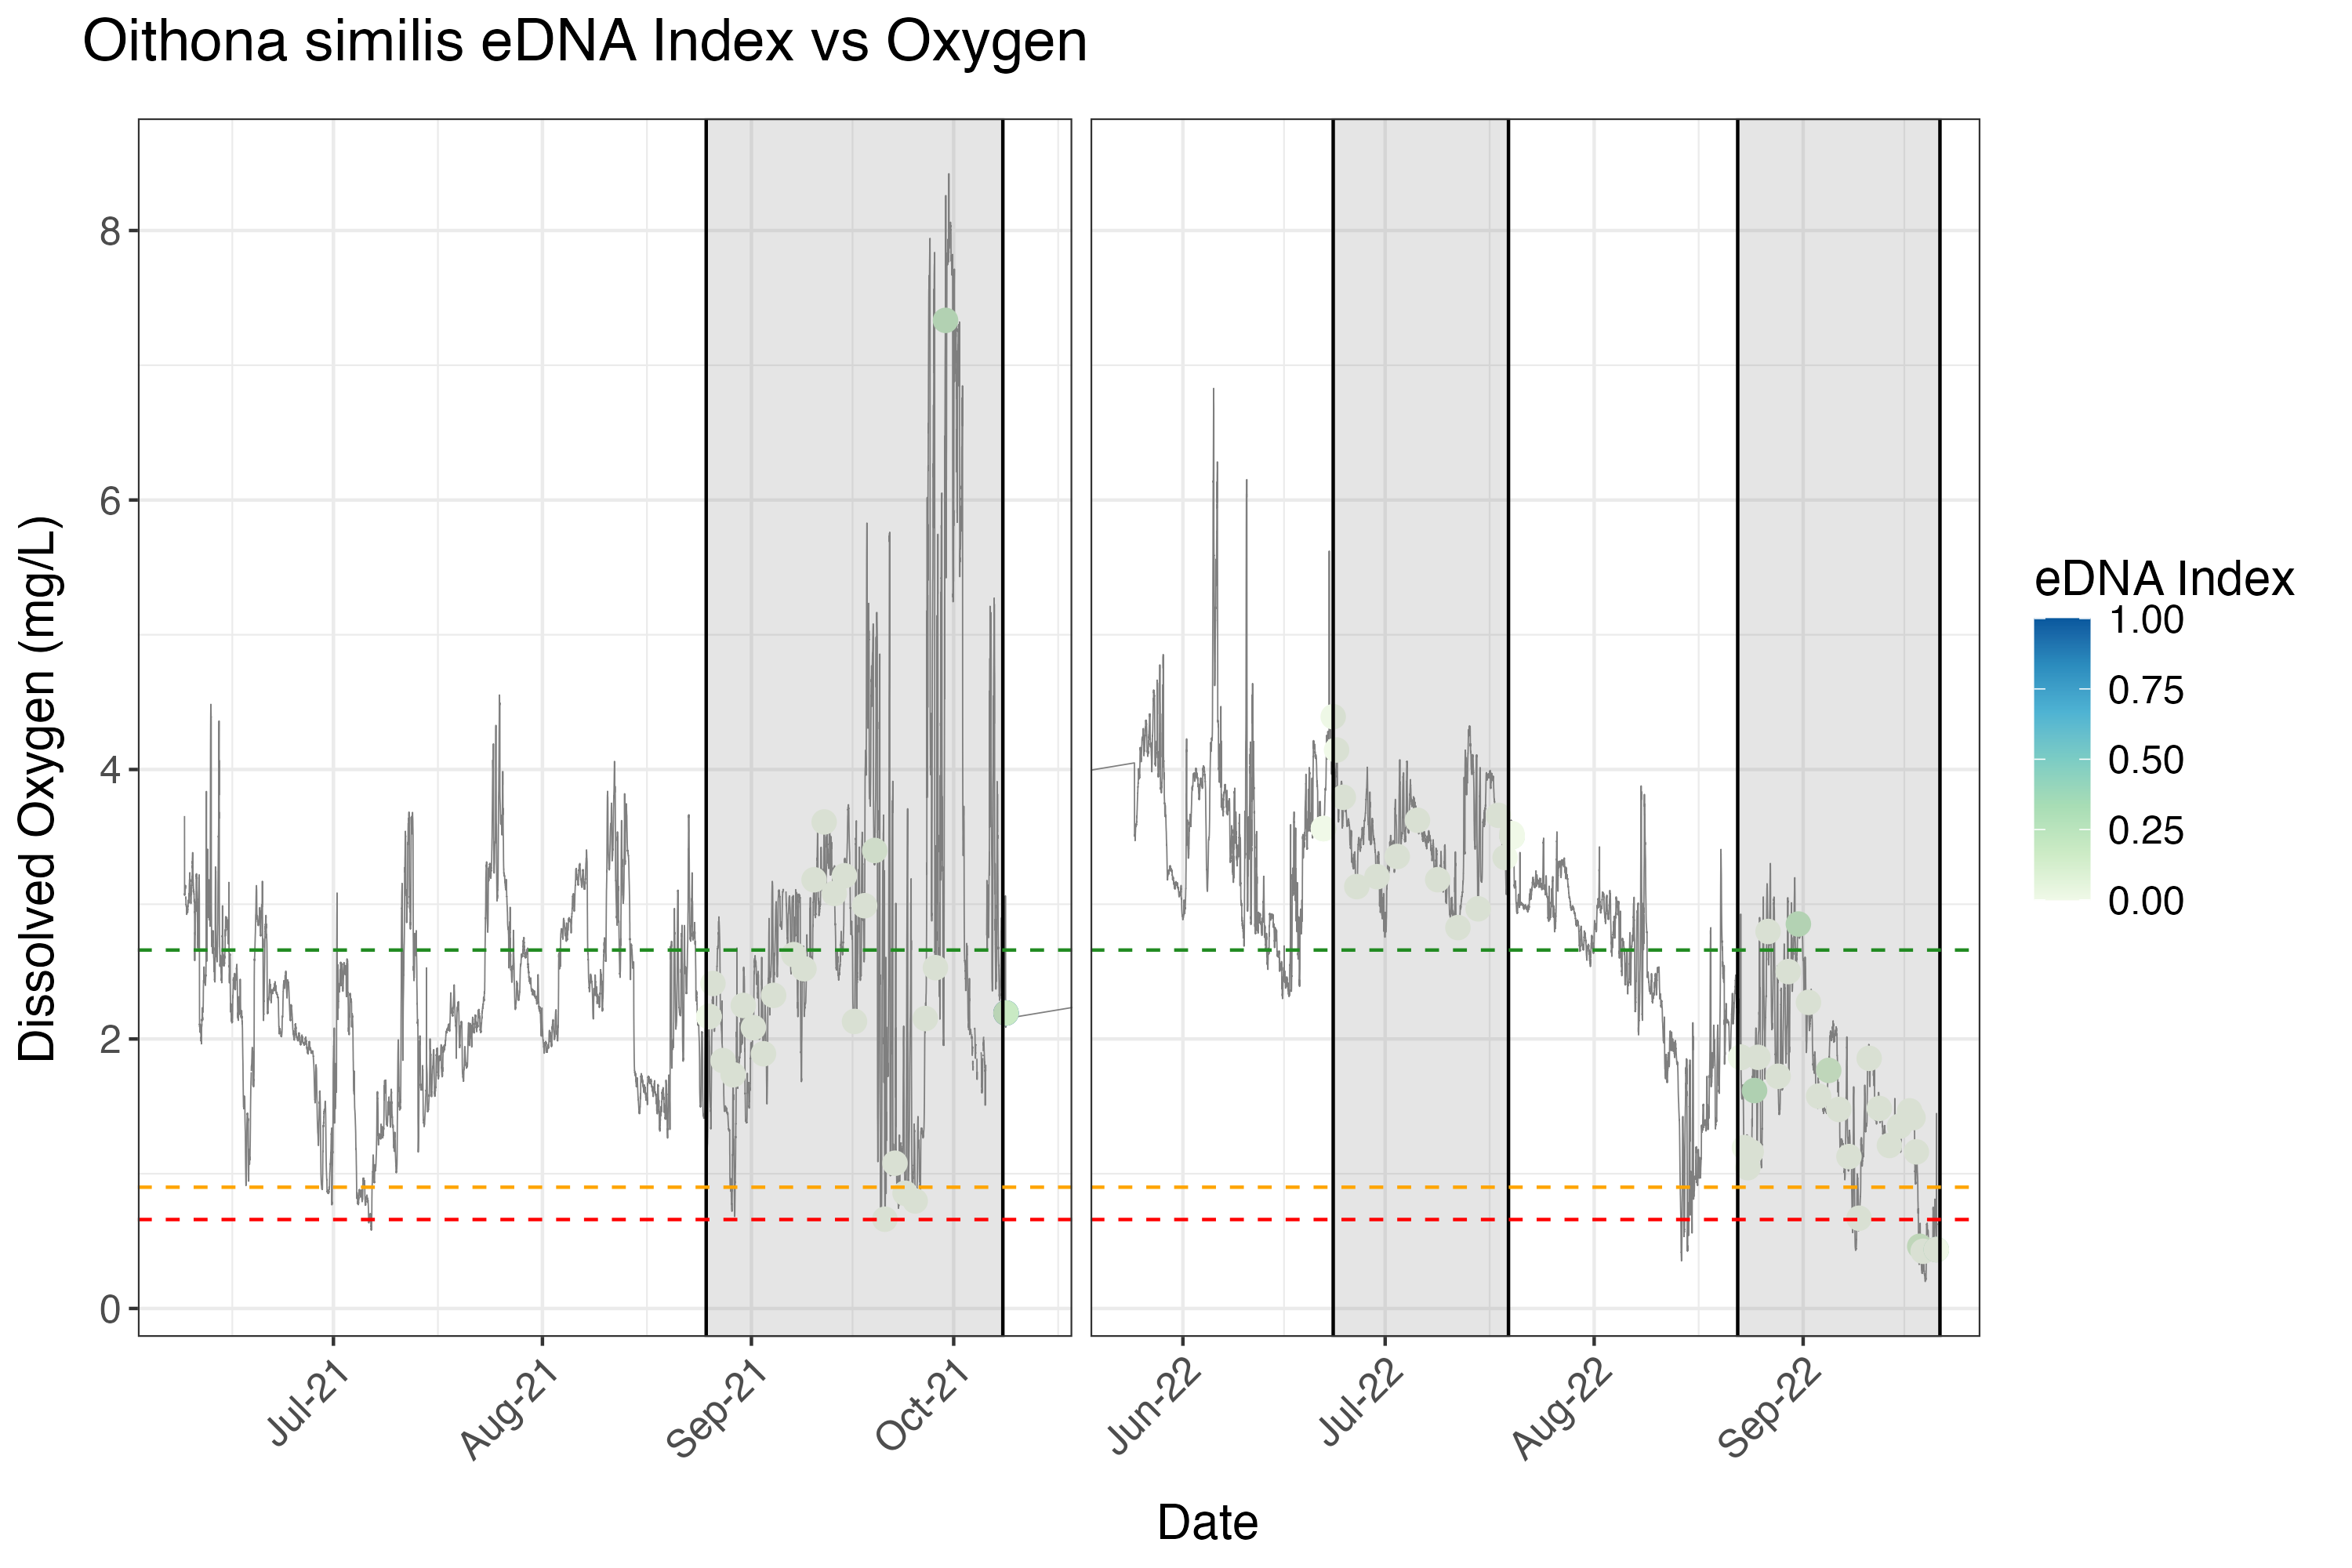 Oithona similis eDNA Index vs Oxygen
Dissolved Oxygen (mg/L)
8
6
4
2
0
Jul-21
Aug-21
Sep-21
Oct-21
Jun-22
Jul-22
Aug-22
Sep-22
Date
eDNA Index
1.00
0.75
0.50
0.25
0.00